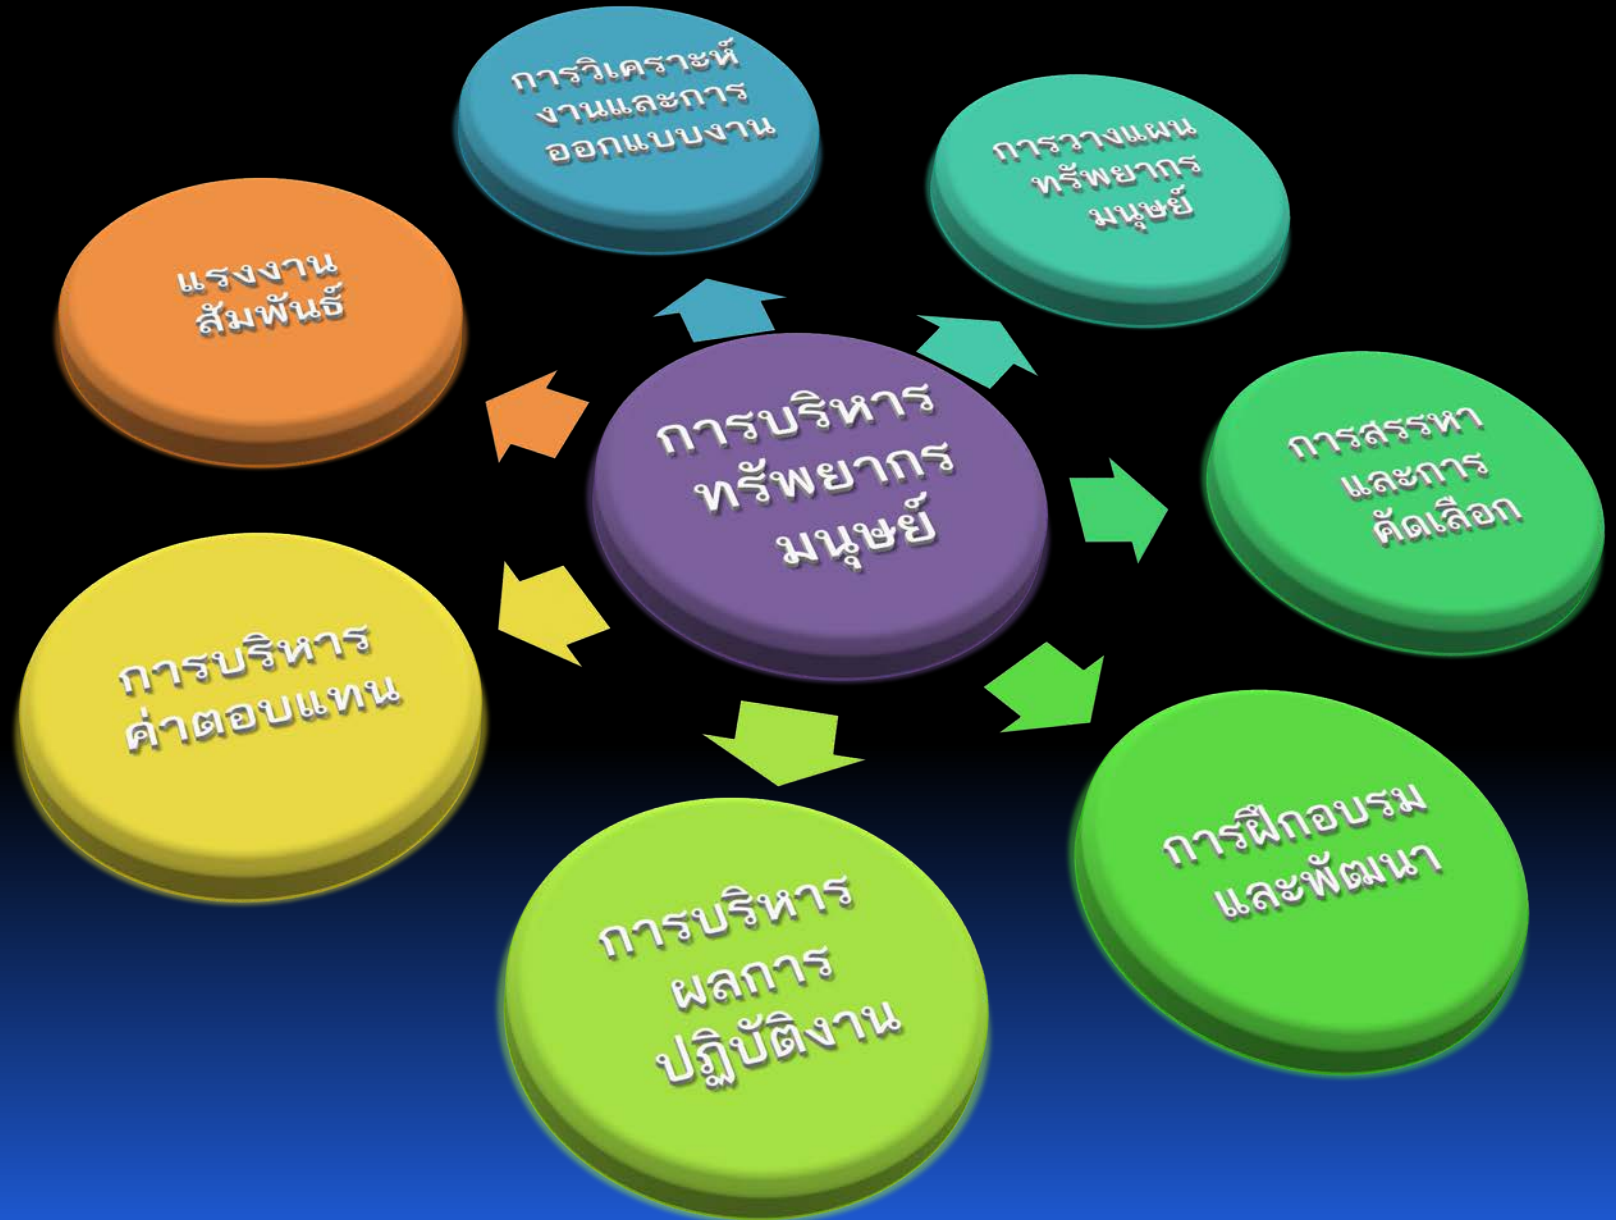 การวิเคราะห์
งานและการ
ออกแบบงาน
การวางแผน
ทรัพยากร
มนุษย์
แรงงาน
สัมพันธ์
การบริหาร
ทรัพยากร
มนุษย์
การสรรหา
และการ
คัดเลือก
การบริหาร
ค่าตอบแทน
การฝึกอบรม
และพัฒนา
การบริหาร
ผลการ
ปฏิบัติงาน